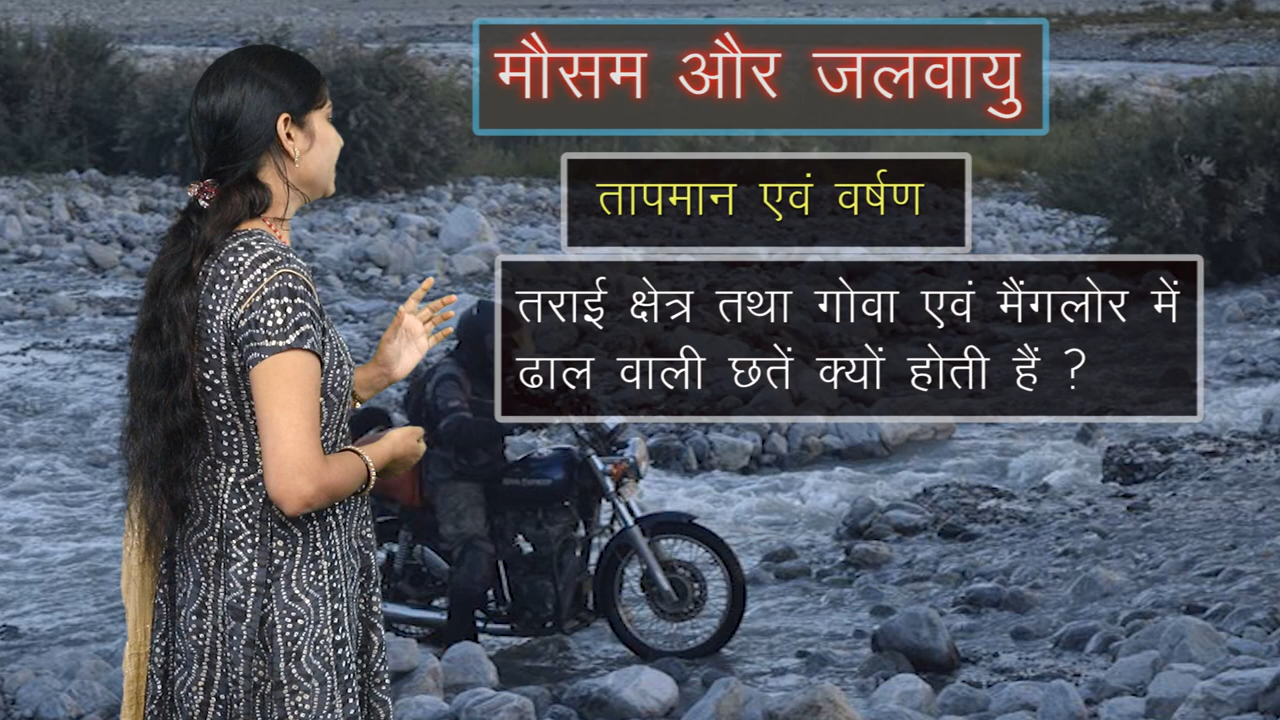 मौसम और जलवायु
तापमान एवं वर्षण
तराई क्षेत्र तथा गोवा एवं मैंगलोर में
ढाल वाली छतें क्यों होती हैं ?